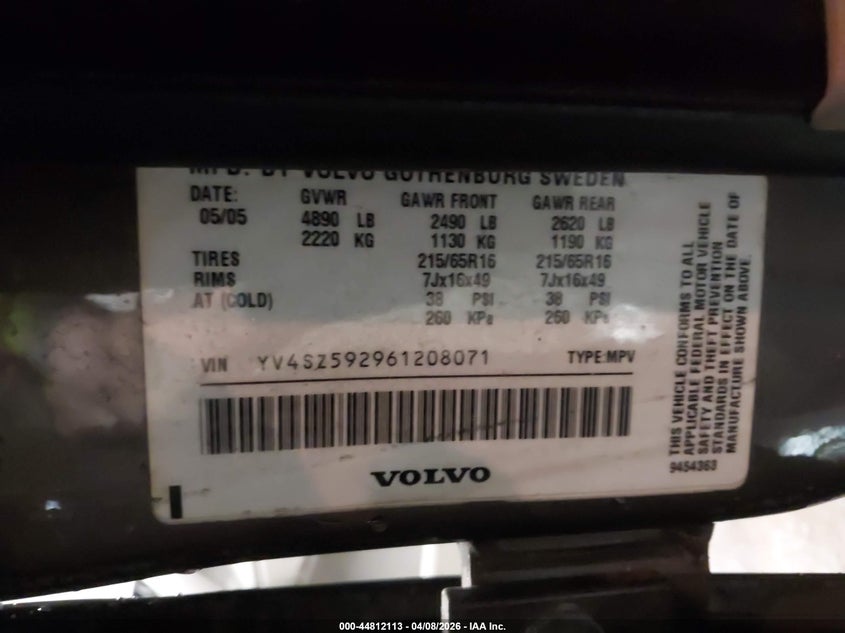 MFD. BY VOLVO GOTHENBURG SWEDEN
DATE: GVWR GAWR FRONT GAWR REAR
05/05 4890 LB 2490 LB 2620 LB
2220 KG 1130 KG 1190 KG
TIRES 215/65R16 215/65R16
RIMS 7Jx16x49 7Jx16x49
AT (COLD) 38 PSI 38 PSI
260 KPa 260 KPa
VIN YV4SZ592961208071 TYPE:MPV
VOLVO
THIS VEHICLE CONFORMS TO ALL
APPLICABLE FEDERAL MOTOR VEHICLE
SAFETY AND THEFT PREVENTION
STANDARDS IN EFFECT ON THE DATE OF
MANUFACTURE SHOWN ABOVE.
9454363
000-44812113 - 04/08/2026 - IAA Inc.